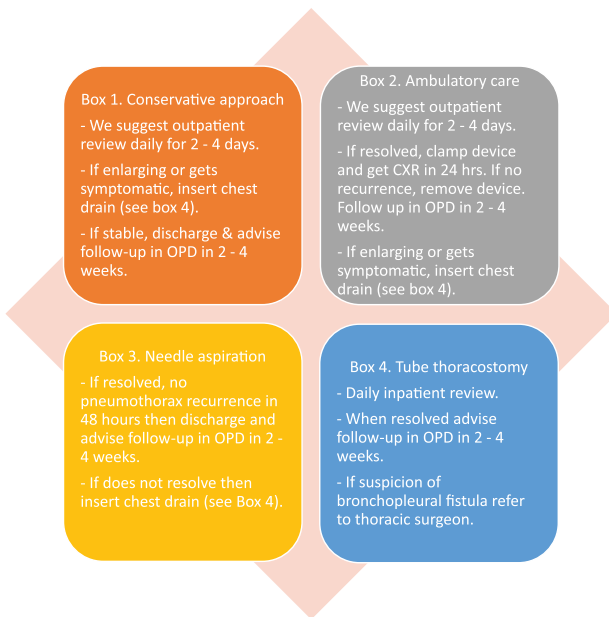 Box 1. Conservative approach
- We suggest outpatient
review daily for 2 - 4 days.
- If enlarging or gets
symptomatic, insert chest
drain (see box 4).
- If stable, discharge & advise
follow-up in OPD in 2 - 4
weeks.
Box 2. Ambulatory care
- We suggest outpatient
review daily for 2 - 4 days.
- If resolved, clamp device
and get CXR in 24 hrs. If no
recurrence, remove device.
Follow up in OPD in 2 - 4
weeks.
- If enlarging or gets
symptomatic, insert chest
drain (see box 4).
Box 3. Needle aspiration
- If resolved, no
pneumothorax recurrence in
48 hours then discharge and
advise follow-up in OPD in 2 -
4 weeks.
- If does not resolve then
insert chest drain (see Box 4).
Box 4. Tube thoracostomy
- Daily inpatient review.
- When resolved advise
follow-up in OPD in 2 - 4
weeks.
- If suspicion of
bronchopleural fistula refer
to thoracic surgeon.